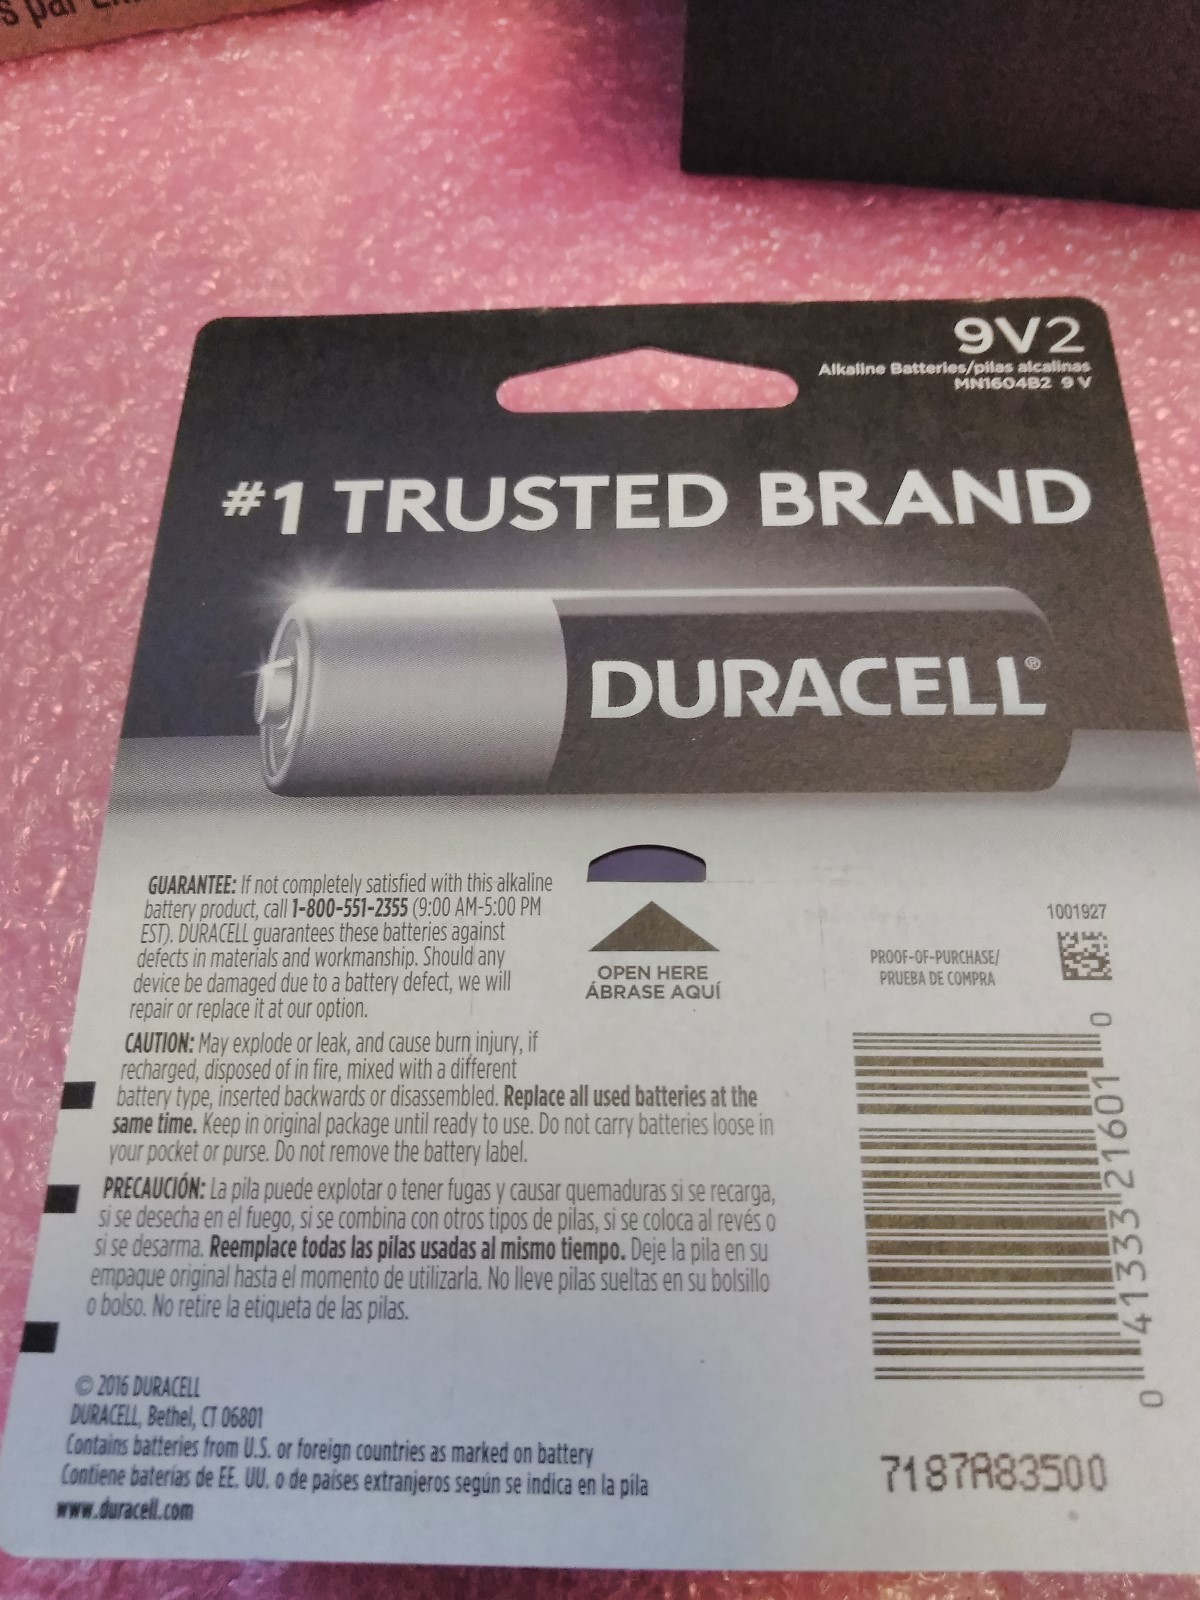 s par
9V2
Alkaline Batteries/pilas alcalinas
MN1604B2 9 V
#1 TRUSTED BRAND
DURACELL®
GUARANTEE: If not completely satisfied with this alkaline
battery product, call 1-800-551-2355 (9:00 AM-5:00 PM
EST). DURACELL guarantees these batteries against
defects in materials and workmanship. Should any
device be damaged due to a battery defect, we will
repair or replace it at our option.
OPEN HERE
ÁBRASE AQUÍ
PROOF-OF-PURCHASE/
PRUEBA DE COMPRA
1001927
CAUTION: May explode or leak, and cause burn injury, if
recharged, disposed of in fire, mixed with a different
battery type, inserted backwards or disassembled. Replace all used batteries at the
same time. Keep in original package until ready to use. Do not carry batteries loose in
your pocket or purse. Do not remove the battery label.
PRECAUCIÓN: La pila puede explotar o tener fugas y causar quemaduras si se recarga,
si se desecha en el fuego, si se combina con otros tipos de pilas, si se coloca al revés o
si se desarma. Reemplace todas las pilas usadas al mismo tiempo. Deje la pila en su
empaque original hasta el momento de utilizarla. No lleve pilas sueltas en su bolsillo
o bolso. No retire la etiqueta de las pilas.
0 41333 21601 0
© 2016 DURACELL
DURACELL, Bethel, CT 06801
Contains batteries from U.S. or foreign countries as marked on battery
Contiene baterías de EE. UU. o de países extranjeros según se indica en la pila
www.duracell.com
7187A83500